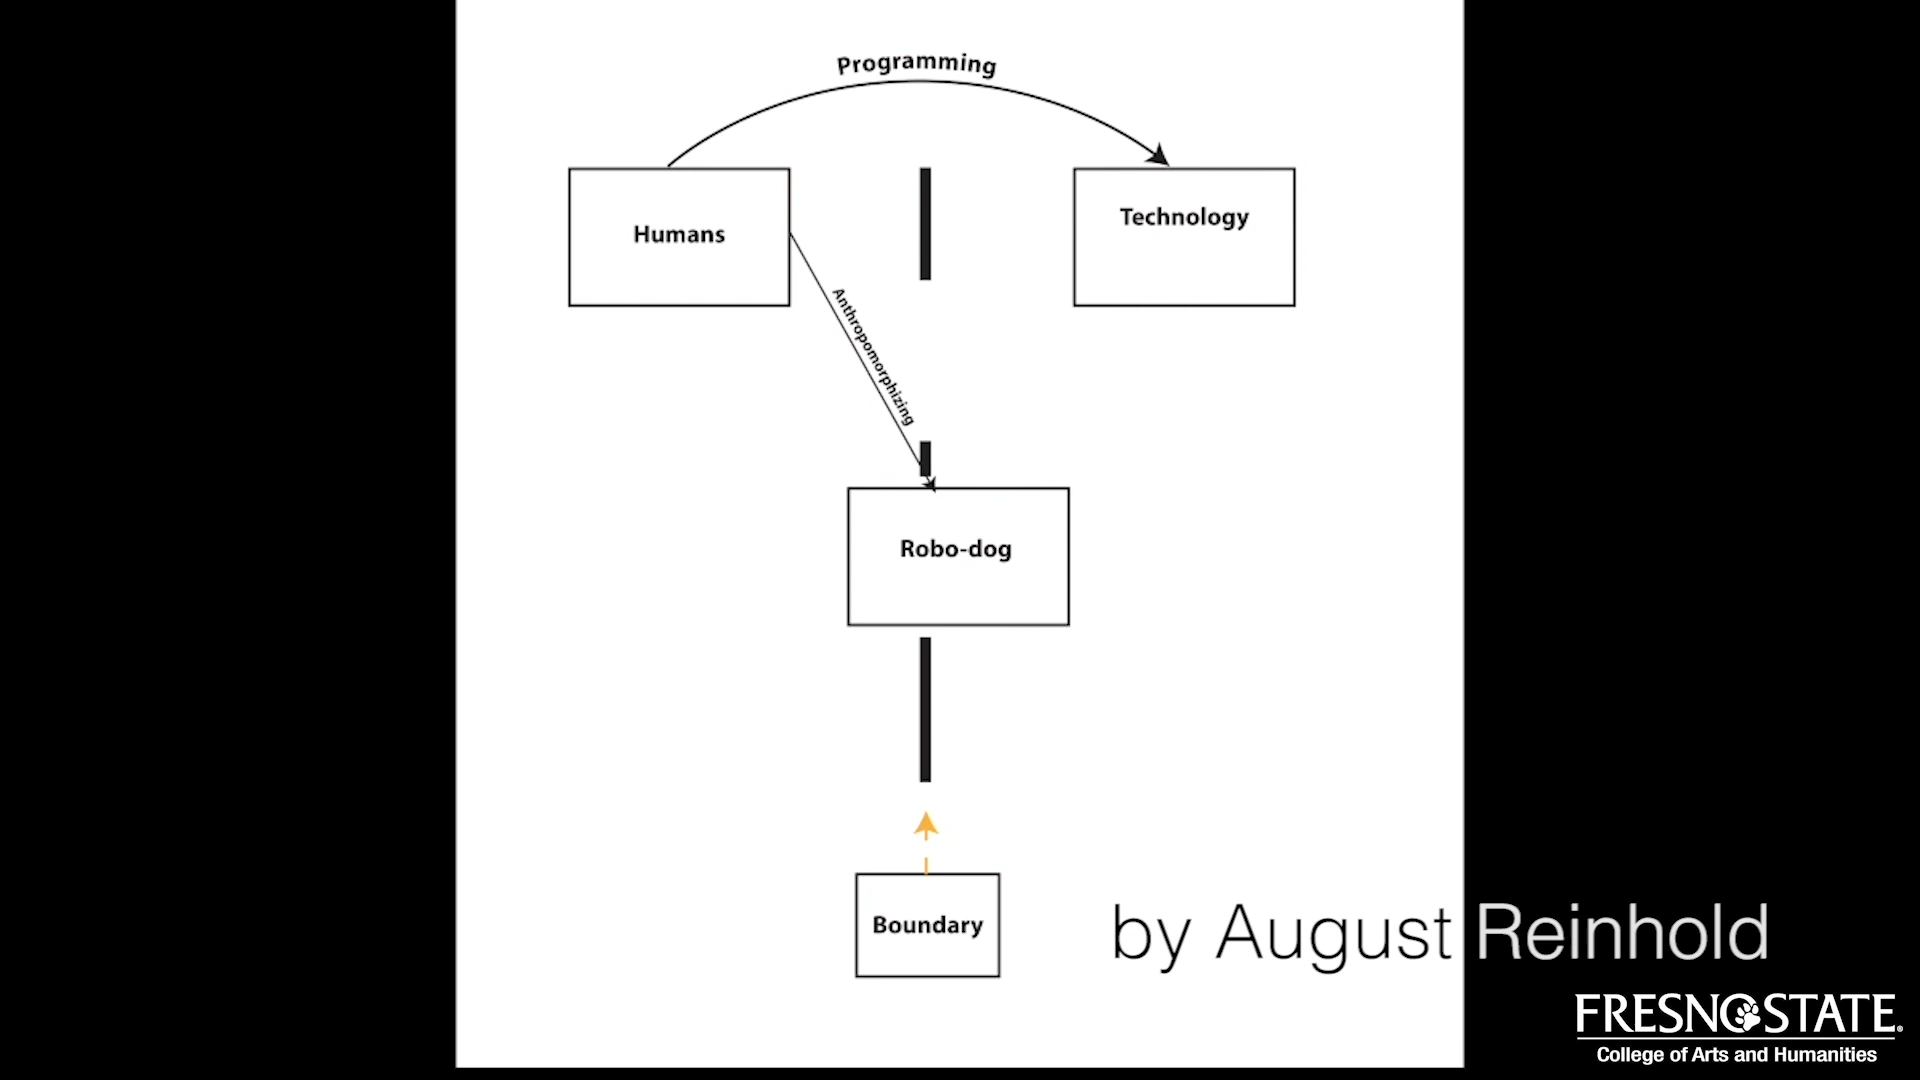 Programming
Humans
Technology
Anthropomorphizing
Robo-dog
Boundary
by August Reinhold
FRESNO STATE.
College of Arts and Humanities